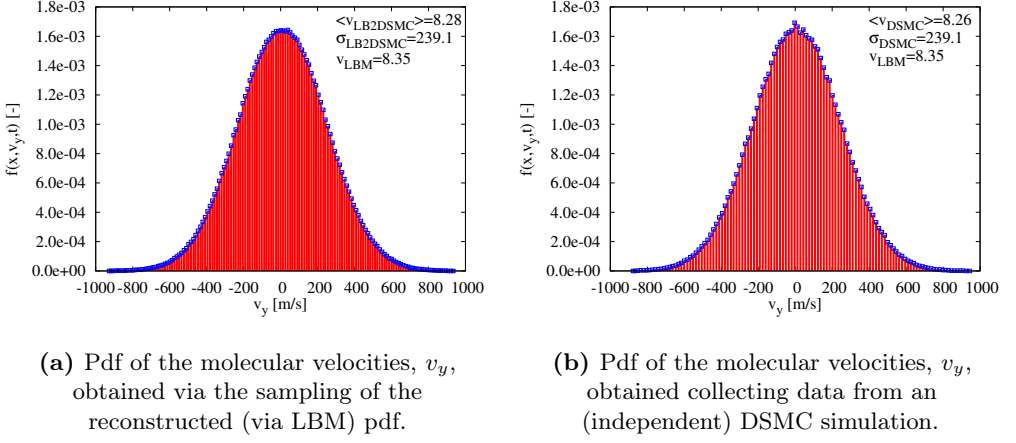 1.8e-03
1.6e-03
1.4e-03
1.2e-03
1.0e-03
8.0e-04
6.0e-04
4.0e-04
2.0e-04
0.0e+00
f(x,v_y,t) [-]
<v_LB2DSMC>=8.28
σ_LB2DSMC=239.1
v_LBM=8.35
-1000 -800 -600 -400 -200 0 200 400 600 800 1000
v_y [m/s]
(a) Pdf of the molecular velocities, v_y,
obtained via the sampling of the
reconstructed (via LBM) pdf.
1.8e-03
1.6e-03
1.4e-03
1.2e-03
1.0e-03
8.0e-04
6.0e-04
4.0e-04
2.0e-04
0.0e+00
f(x,v_y,t) [-]
<v_DSMC>=8.26
σ_DSMC=239.1
v_LBM=8.35
-1000 -800 -600 -400 -200 0 200 400 600 800 1000
v_y [m/s]
(b) Pdf of the molecular velocities, v_y,
obtained collecting data from an
(independent) DSMC simulation.